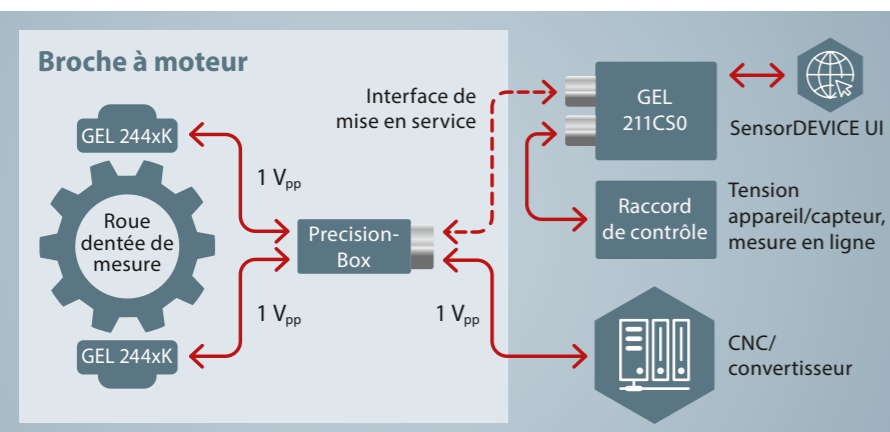 Broche à moteur
GEL 244xK
1 Vpp
Roue
dentée de
mesure
1 Vpp
GEL 244xK
Precision-
Box
Interface de
mise en service
1 Vpp
GEL
211CS0
SensorDEVICE UI
Raccord
de contrôle
Tension
appareil/capteur,
mesure en ligne
CNC/
convertisseur